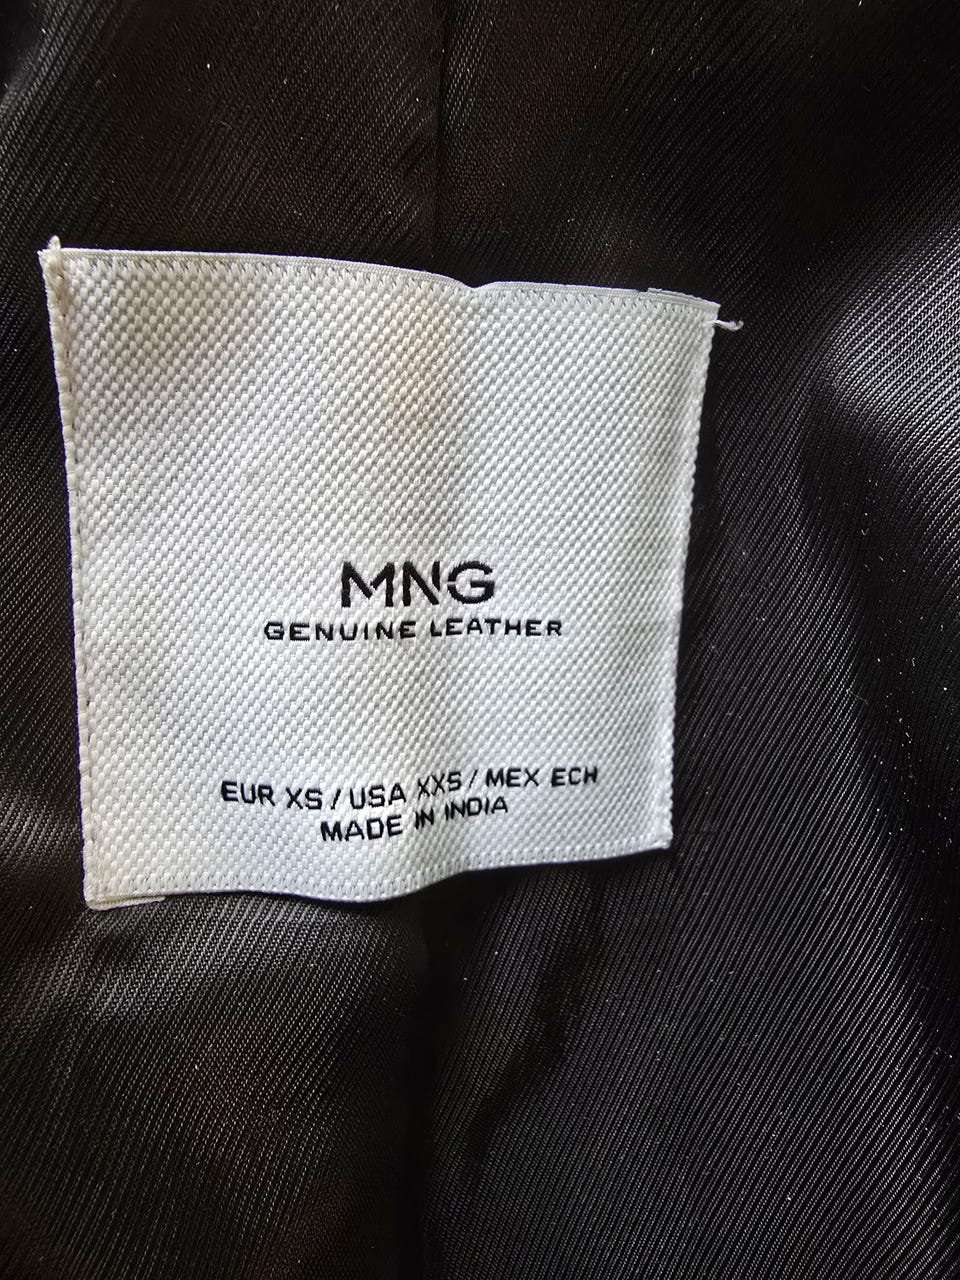 MNG
GENUINE LEATHER
EUR XS / USA XXS / MEX ECH
MADE IN INDIA